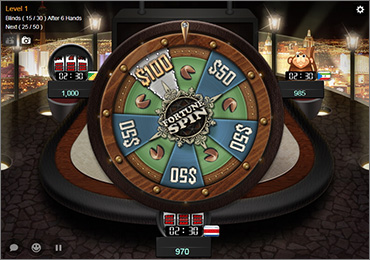 Level 1
Blinds ( 15 / 30 ) After 6 Hands
Next ( 25 / 50 )
$100
$50
$50
$50
$50
FORTUNE
SPIN
02 : 30
1,000
02 : 30
985
02 : 30
970